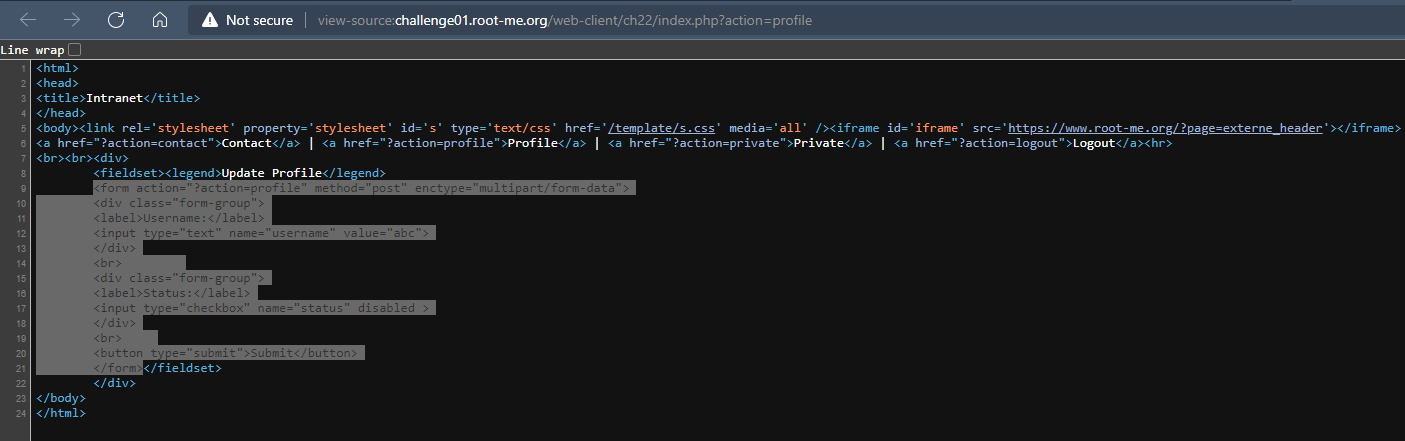 Not secure view-source:challenge01.root-me.org/web-client/ch22/index.php?action=profile
Line wrap
1 <html>
2 <head>
3 <title>Intranet</title>
4 </head>
5 <body><link rel='stylesheet' property='stylesheet' id='s' type='text/css' href='/template/s.css' media='all' /><iframe id='iframe' src='https://www.root-me.org/?page=externe_header'></iframe>
6 <a href="?action=contact">Contact</a> | <a href="?action=profile">Profile</a> | <a href="?action=private">Private</a> | <a href="?action=logout">Logout</a><hr>
7 <br><br><div>
8 <fieldset><legend>Update Profile</legend>
9 <form action="?action=profile" method="post" enctype="multipart/form-data">
10 <div class="form-group">
11 <label>Username:</label>
12 <input type="text" name="username" value="abc">
13 </div>
14 <br>
15 <div class="form-group">
16 <label>Status:</label>
17 <input type="checkbox" name="status" disabled >
18 </div>
19 <br>
20 <button type="submit">Submit</button>
21 </form></fieldset>
22 </div>
23 </body>
24 </html>